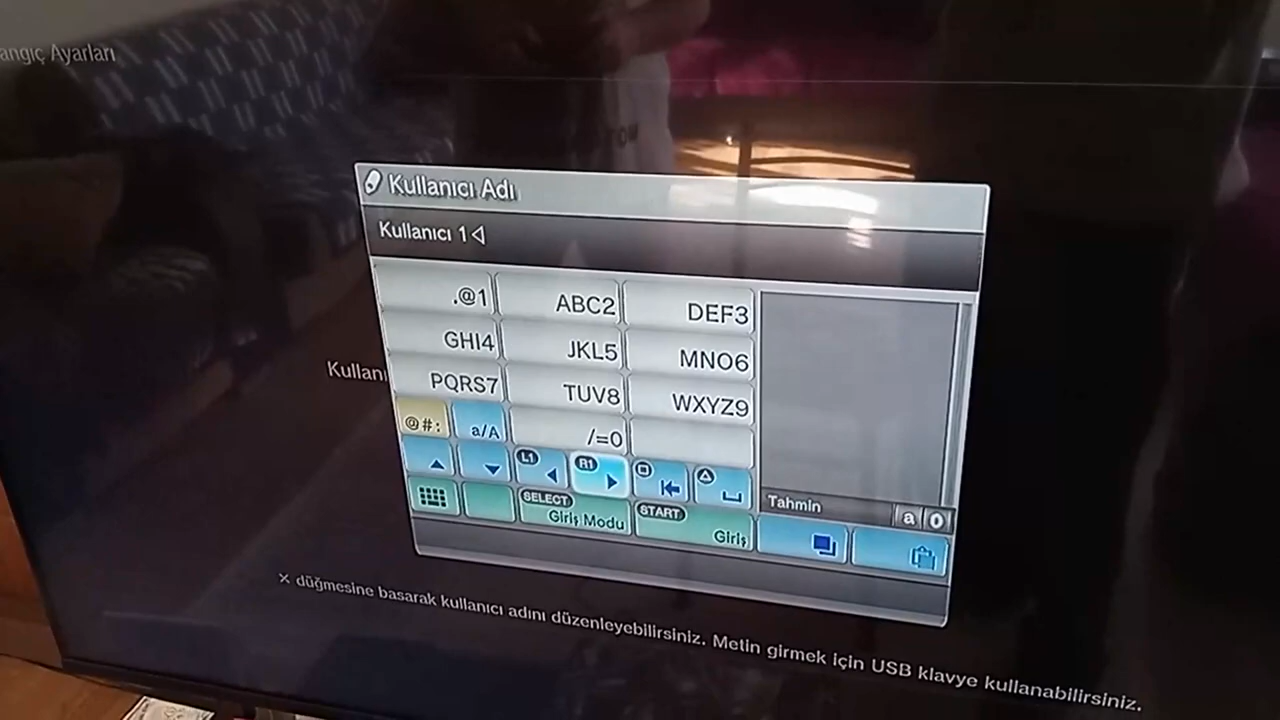 angıç Ayarları
Kullanıcı Adı
Kullanıcı 1
.@1 ABC2 DEF3
GHI4 JKL5 MNO6
PQRS7 TUV8 WXYZ9
@#: a/A /=0
L1 R1
SELECT Giriş Modu
START Giriş
Tahmin a 0
Kullanı
X düğmesine basarak kullanıcı adını düzenleyebilirsiniz. Metin girmek için USB klavye kullanabilirsiniz.